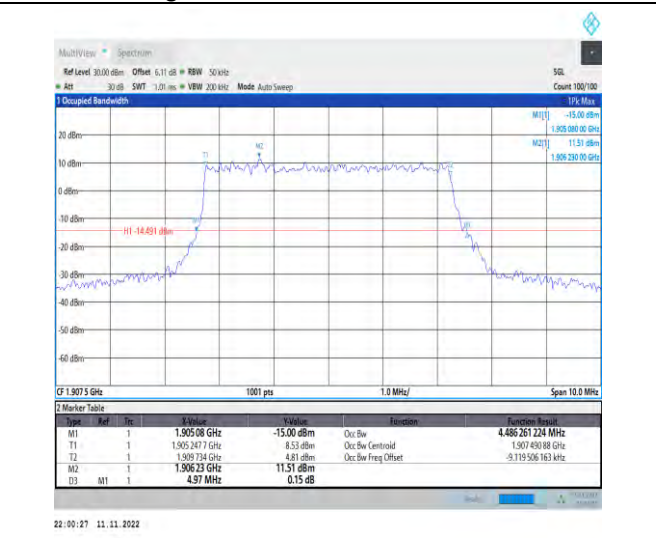 MultiView Spectrum
Ref Level 30.00 dBm Offset 6.11 dB RBW 50 kHz SGL
Att 30 dB SWT 1.01 ms VBW 200 kHz Mode Auto Sweep Count 100/100
1 Occupied Bandwidth 1Pk Max
M1[1] -15.00 dBm
1.905 080 00 GHz
20 dBm
M2[1] 11.51 dBm
1.906 230 00 GHz
M2
T1
10 dBm
0 dBm
-10 dBm
H1 -14.491 dBm
-20 dBm
-30 dBm
-40 dBm
-50 dBm
-60 dBm
CF 1.907 5 GHz 1001 pts 1.0 MHz/ Span 10.0 MHz
2 Marker Table
Type Ref Trc X-Value Y-Value Function Function Result
M1 1 1.905 08 GHz -15.00 dBm Occ Bw 4.486 261 224 MHz
T1 1 1.905 247 7 GHz 8.53 dBm Occ Bw Centroid 1.907 490 88 GHz
T2 1 1.909 734 GHz 4.81 dBm Occ Bw Freq Offset -9.119 506 163 kHz
M2 1 1.906 23 GHz 11.51 dBm
D3 M1 1 4.97 MHz 0.15 dB
22:00:27 11.11.2022